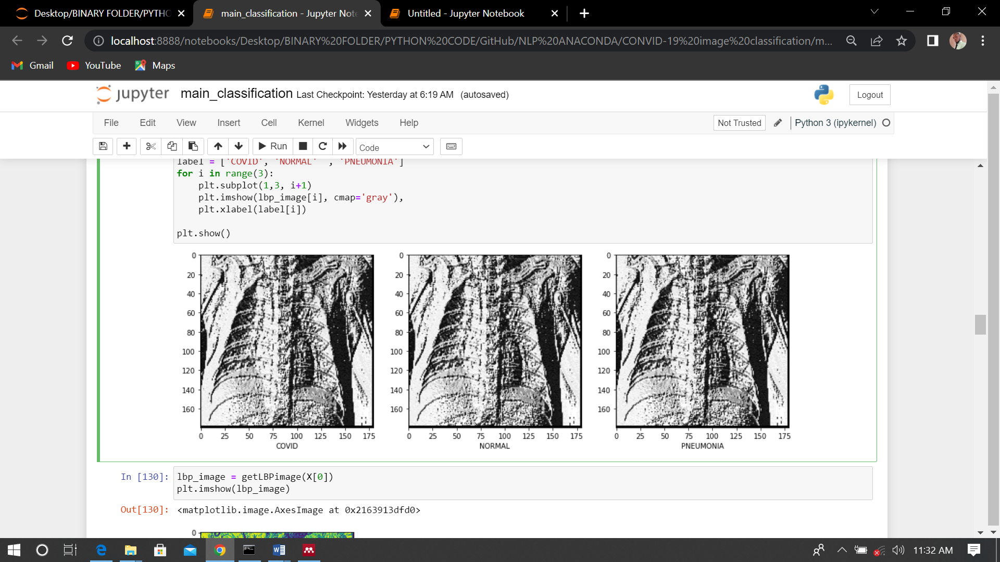 Desktop/BINARY FOLDER/PYTHO
main_classification - Jupyter Note
Untitled - Jupyter Notebook
localhost:8888/notebooks/Desktop/BINARY%20FOLDER/PYTHON%20CODE/GitHub/NLP%20ANACONDA/CONVID-19%20image%20classification/m...
Gmail YouTube Maps
jupyter main_classification Last Checkpoint: Yesterday at 6:19 AM (autosaved) Logout
File Edit View Insert Cell Kernel Widgets Help Not Trusted Python 3 (ipykernel)
Run Code
label = ['COVID', 'NORMAL' , 'PNEUMONIA']
for i in range(3):
    plt.subplot(1,3, i+1)
    plt.imshow(lbp_image[i], cmap='gray'),
    plt.xlabel(label[i])
plt.show()
0 20 40 60 80 100 120 140 160
0 25 50 75 100 125 150 175
COVID
0 20 40 60 80 100 120 140 160
0 25 50 75 100 125 150 175
NORMAL
0 20 40 60 80 100 120 140 160
0 25 50 75 100 125 150 175
PNEUMONIA
In [130]: lbp_image = getLBPimage(X[0])
plt.imshow(lbp_image)
Out[130]: <matplotlib.image.AxesImage at 0x2163913dfd0>
0
11:32 AM